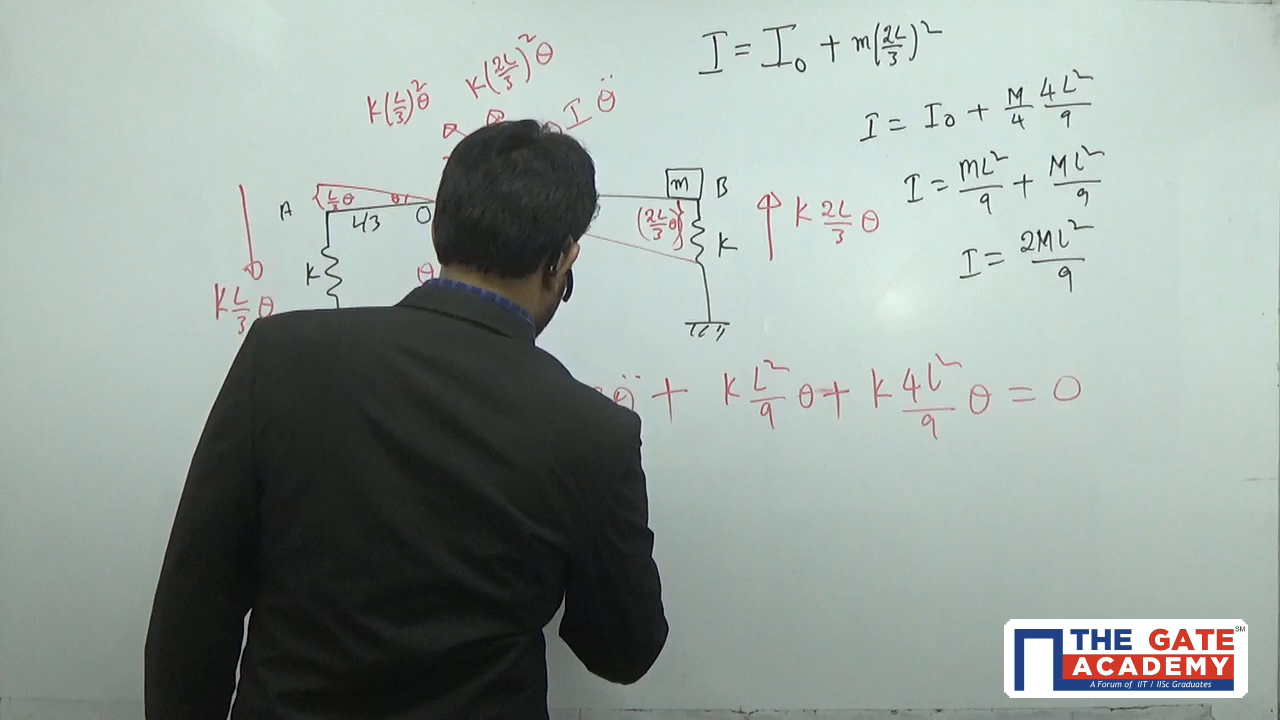 I = I₀ + m(2L/3)²
K(L/3)²θ K(2L/3)²θ I θ̈
I = I₀ + M/4 4L²/9
I = ML²/9 + ML²/9
I = 2ML²/9
A L/3 θ θ m B
L/3 O (2L/3 θ) K 2L/3 θ
K θ K
K L/3 θ
θ̈ + K L²/9 θ + K 4L²/9 θ = 0
THE GATE ACADEMY SM
A Forum of IIT / IISc Graduates